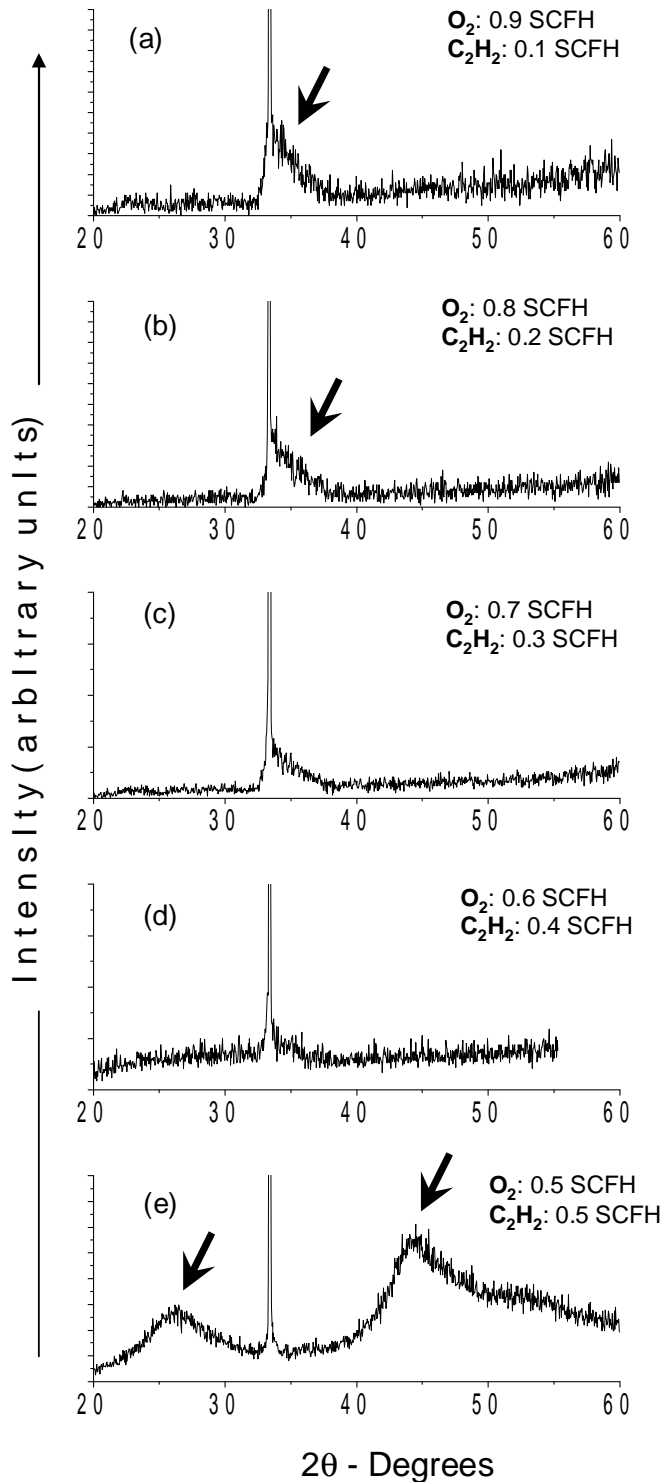 (a)
O₂: 0.9 SCFH
C₂H₂: 0.1 SCFH
20 30 40 50 60
(b)
O₂: 0.8 SCFH
C₂H₂: 0.2 SCFH
20 30 40 50 60
(c)
O₂: 0.7 SCFH
C₂H₂: 0.3 SCFH
20 30 40 50 60
(d)
O₂: 0.6 SCFH
C₂H₂: 0.4 SCFH
20 30 40 50 60
(e)
O₂: 0.5 SCFH
C₂H₂: 0.5 SCFH
20 30 40 50 60
Intensity (arbitrary units)
2θ - Degrees